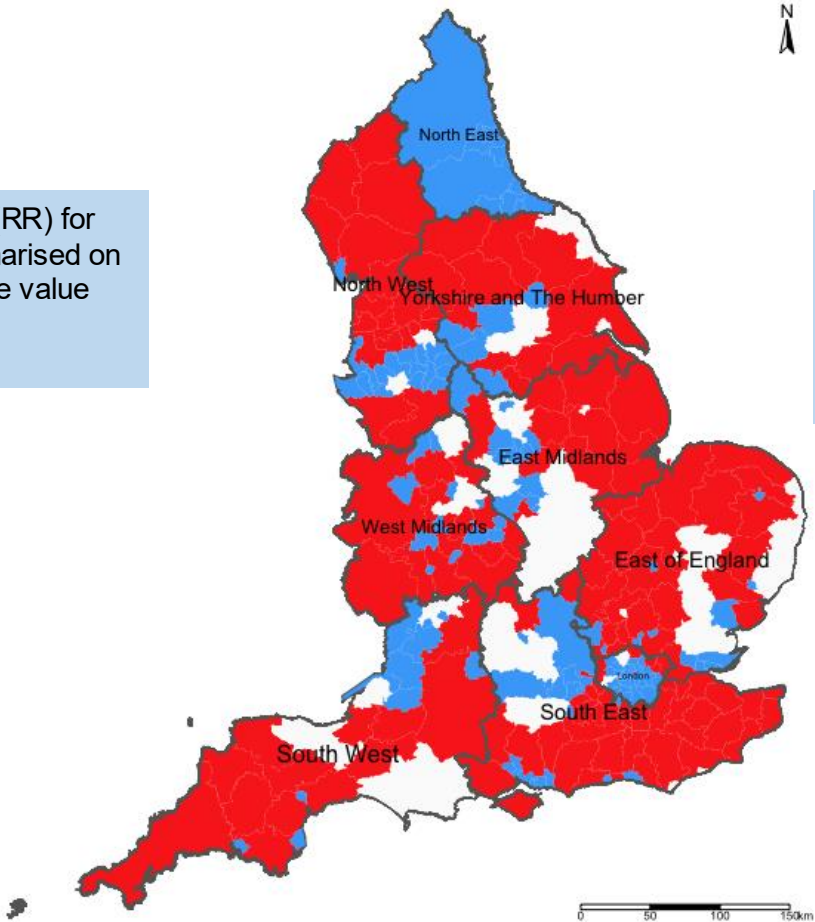 N
North East
RR) for
arised on
e value
North West
Yorkshire and The Humber
East Midlands
West Midlands
East of England
London
South East
South West
0 50 100 150km